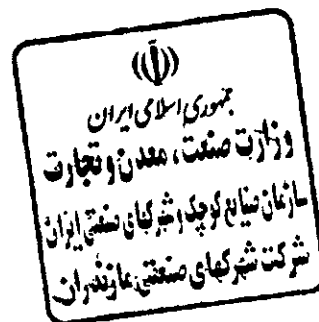 جمهوری اسلامی ایران
وزارت صنعت، معدن و تجارت
سازمان صنایع کوچک و شهرکهای صنعتی ایران
شرکت شهرکهای صنعتی مازندران